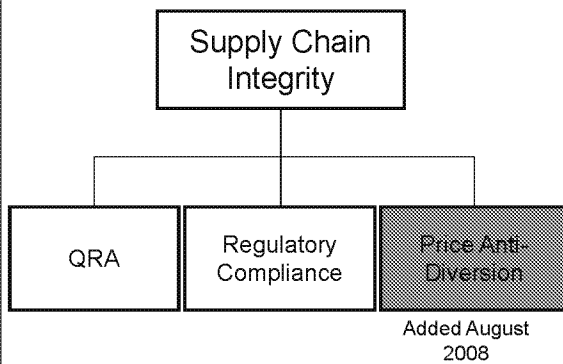 Supply Chain
Integrity
QRA
Regulatory
Compliance
Price Anti-
Diversion
Added August
2008